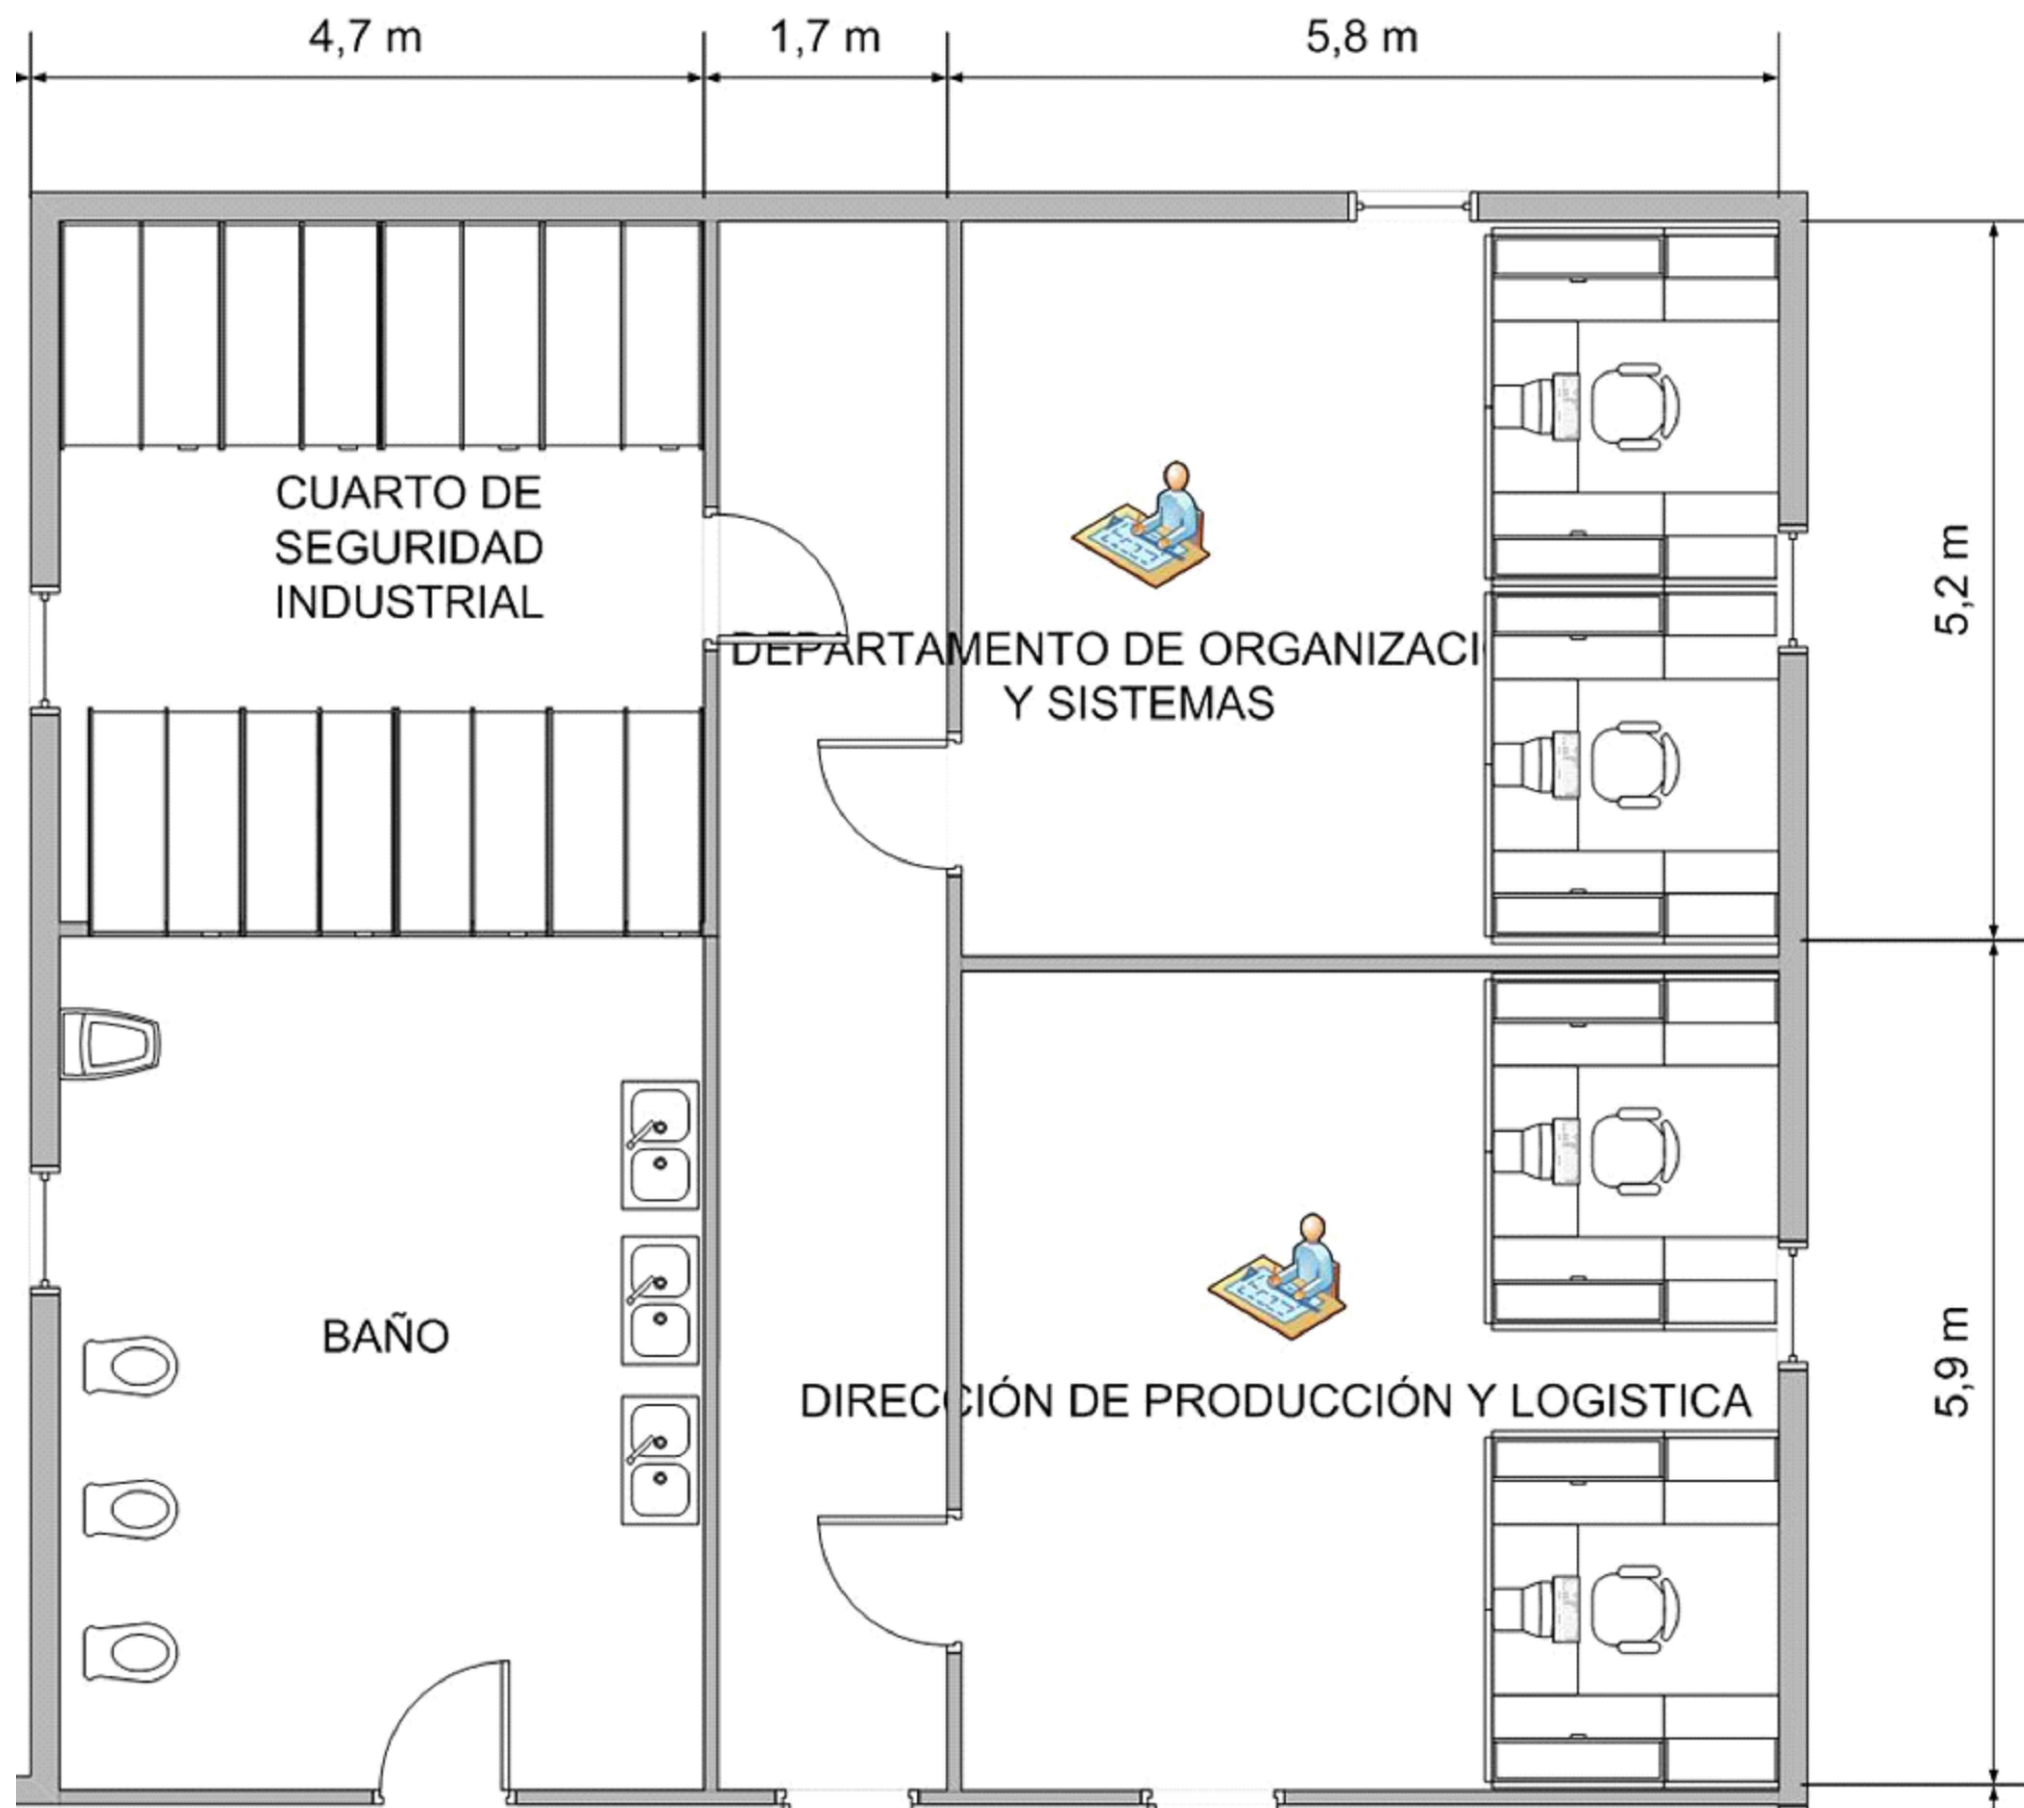 4,7 m
1,7 m
5,8 m
CUARTO DE
SEGURIDAD
INDUSTRIAL
DEPARTAMENTO DE ORGANIZACI
Y SISTEMAS
5,2 m
BAÑO
DIRECCIÓN DE PRODUCCIÓN Y LOGISTICA
5,9 m